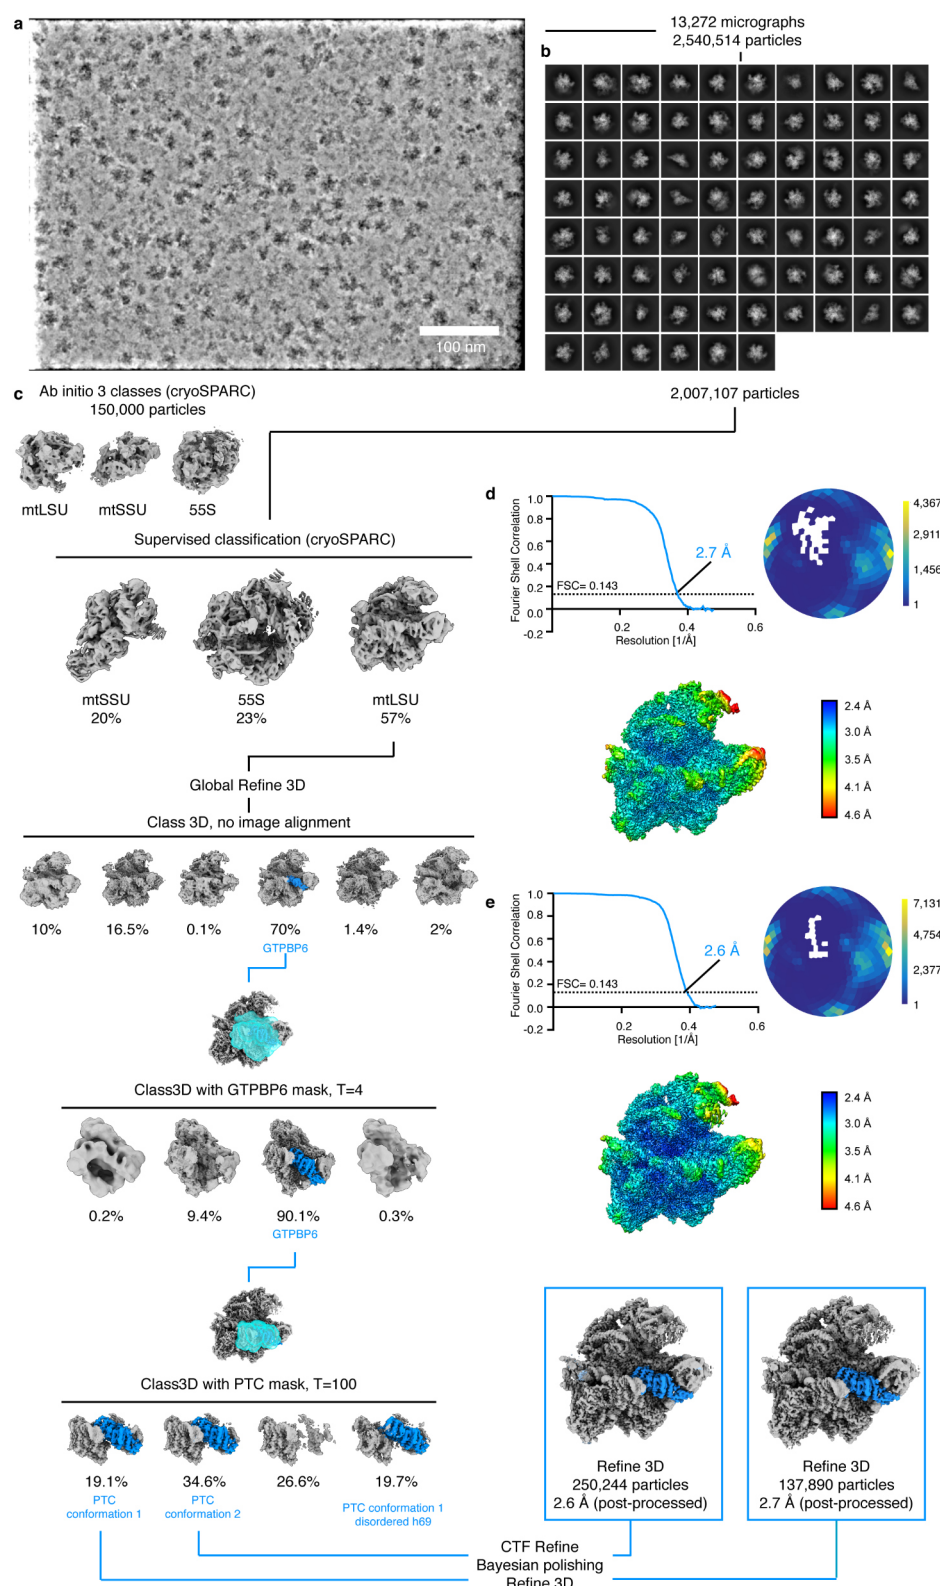 a
13,272 micrographs
2,540,514 particles
b
100 nm
2,007,107 particles
c
Ab initio 3 classes (cryoSPARC)
150,000 particles
mtLSU
mtSSU
55S
Supervised classification (cryoSPARC)
mtSSU
20%
55S
23%
mtLSU
57%
Global Refine 3D
Class 3D, no image alignment
10%
16.5%
0.1%
70%
1.4%
2%
GTPBP6
Class3D with GTPBP6 mask, T=4
0.2%
9.4%
90.1%
0.3%
GTPBP6
Class3D with PTC mask, T=100
19.1%
34.6%
26.6%
19.7%
PTC
conformation 1
PTC
conformation 2
PTC conformation 1
disordered h69
CTF Refine
Bayesian polishing
Refine 3D
d
Fourier Shell Correlation
1.0
0.8
0.6
0.4
0.2
0.0
-0.2
FSC= 0.143
2.7 Å
0.2
0.4
0.6
Resolution [1/Å]
4,367
2,911
1,456
1
2.4 Å
3.0 Å
3.5 Å
4.1 Å
4.6 Å
e
Fourier Shell Correlation
1.0
0.8
0.6
0.4
0.2
0.0
-0.2
FSC= 0.143
2.6 Å
0.2
0.4
0.6
Resolution [1/Å]
7,131
4,754
2,377
1
2.4 Å
3.0 Å
3.5 Å
4.1 Å
4.6 Å
Refine 3D
250,244 particles
2.6 Å (post-processed)
Refine 3D
137,890 particles
2.7 Å (post-processed)